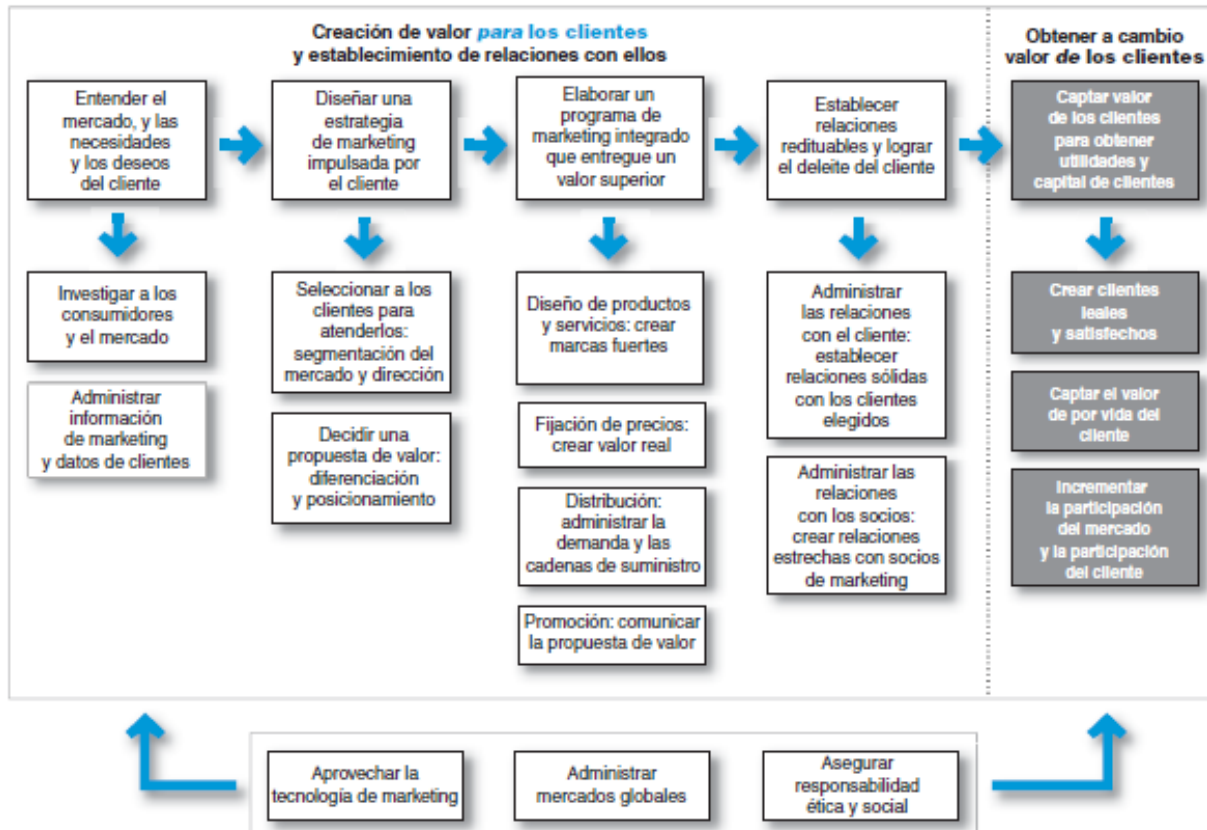 Creación de valor para los clientes
y establecimiento de relaciones con ellos
Obtener a cambio
valor de los clientes
Entender el
mercado, y las
necesidades
y los deseos
del cliente
Diseñar una
estrategia
de marketing
impulsada por
el cliente
Elaborar un
programa de
marketing integrado
que entregue un
valor superior
Establecer
relaciones
redituables y lograr
el deleite del cliente
Captar valor
de los clientes
para obtener
utilidades y
capital de clientes
Investigar a los
consumidores
y el mercado
Administrar
información
de marketing
y datos de clientes
Seleccionar a los
clientes para
atenderlos:
segmentación del
mercado y dirección
Decidir una
propuesta de valor:
diferenciación
y posicionamiento
Diseño de productos
y servicios: crear
marcas fuertes
Fijación de precios:
crear valor real
Distribución:
administrar la
demanda y las
cadenas de suministro
Promoción: comunicar
la propuesta de valor
Administrar
las relaciones
con el cliente:
establecer
relaciones sólidas
con los clientes
elegidos
Administrar las
relaciones
con los socios:
crear relaciones
estrechas con socios
de marketing
Crear clientes
leales
y satisfechos
Captar el valor
de por vida del
cliente
Incrementar
la participación
del mercado
y la participación
del cliente
Aprovechar la
tecnología de marketing
Administrar
mercados globales
Asegurar
responsabilidad
ética y social